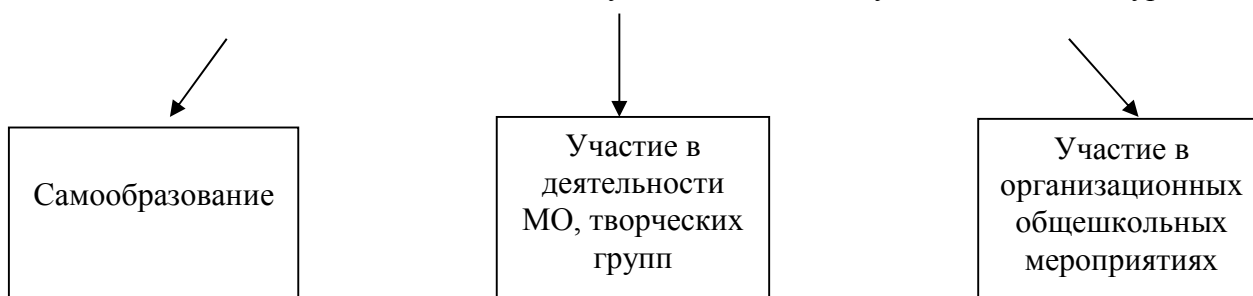 Самообразование
Участие в
деятельности
МО, творческих
групп
Участие в
организационных
общешкольных
мероприятиях